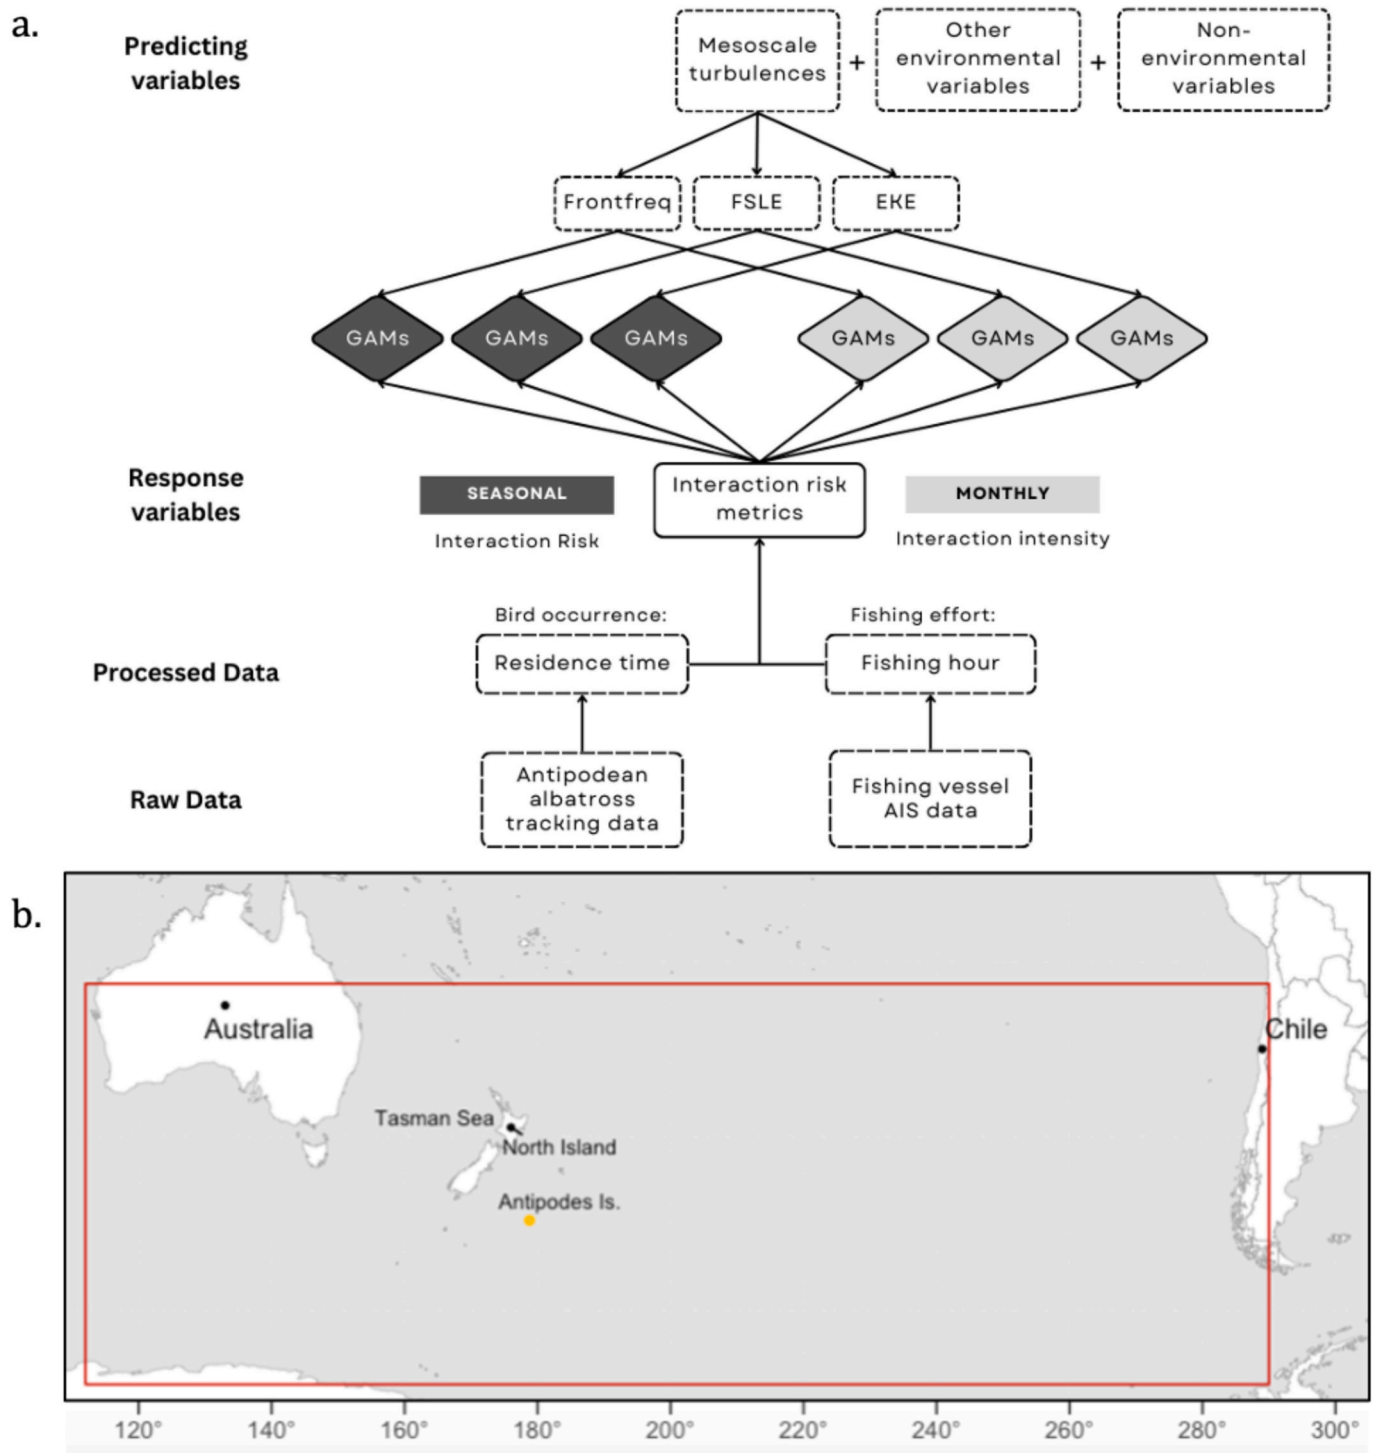 a.
Predicting
variables
Mesoscale
turbulences
+
Other
environmental
variables
+
Non-
environmental
variables
Frontfreq
FSLE
EKE
GAMs
GAMs
GAMs
GAMs
GAMs
GAMs
Response
variables
SEASONAL
Interaction Risk
Interaction risk
metrics
MONTHLY
Interaction intensity
Bird occurrence:
Fishing effort:
Processed Data
Residence time
Fishing hour
Raw Data
Antipodean
albatross
tracking data
Fishing vessel
AIS data
b.
Australia
Chile
Tasman Sea
North Island
Antipodes Is.
120°
140°
160°
180°
200°
220°
240°
260°
280°
300°